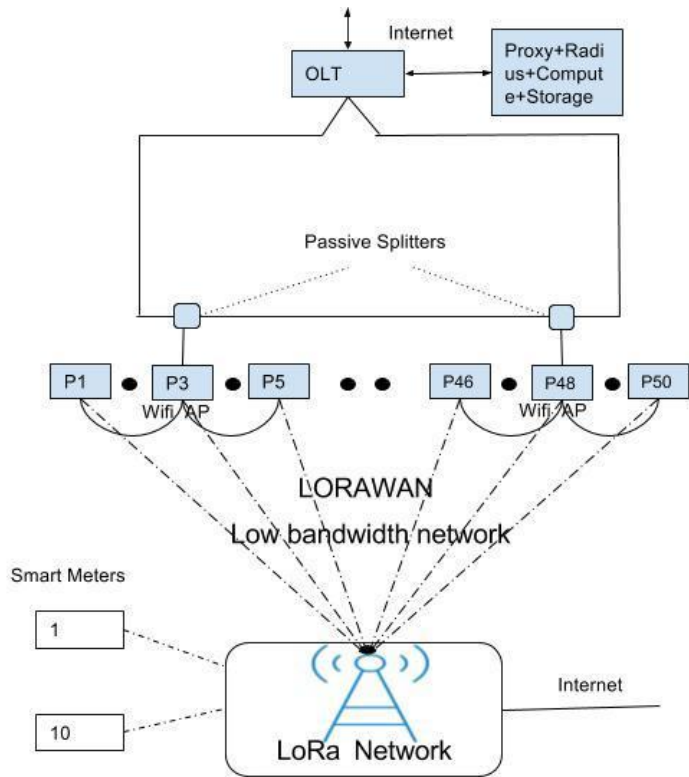 Internet
OLT
Proxy+Radi
us+Comput
e+Storage
Passive Splitters
P1
P3
P5
P46
P48
P50
Wifi AP
Wifi AP
LORAWAN
Low bandwidth network
Smart Meters
1
10
Internet
LoRa Network